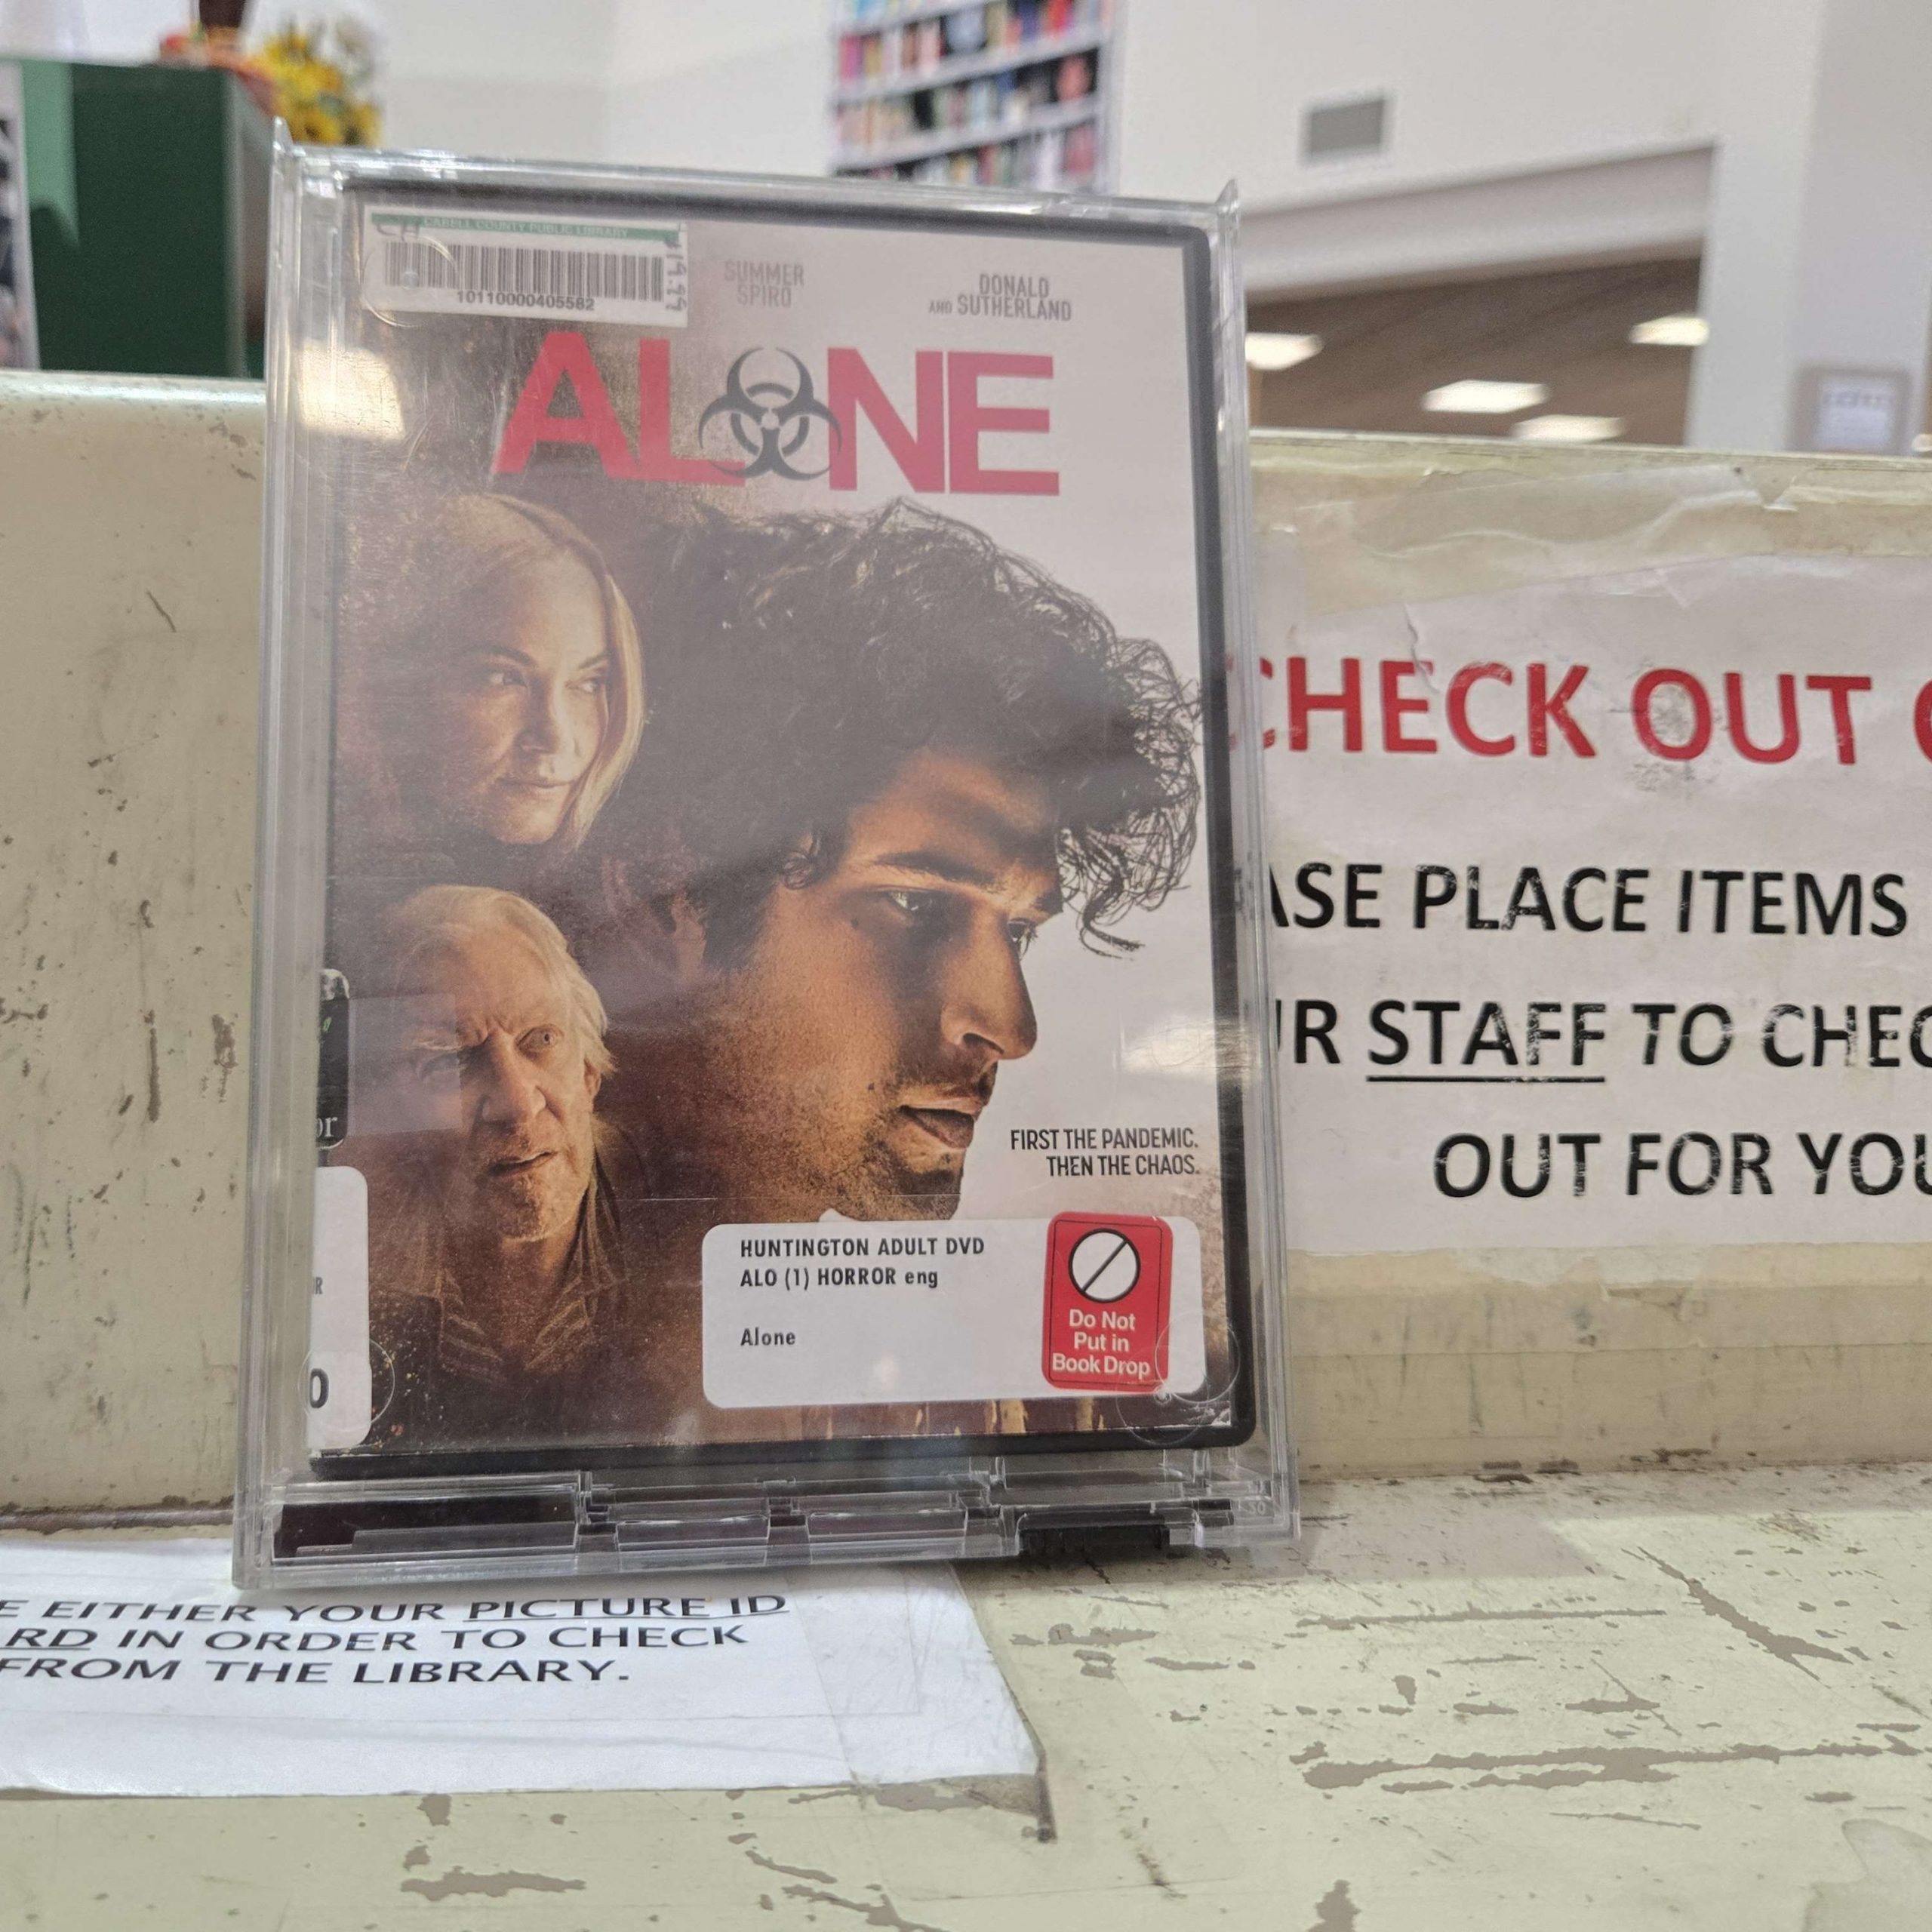 CABELL COUNTY PUBLIC LIBRARY
CH
10110000405582
$19.99
SUMMER
SPIRO
DONALD
AND SUTHERLAND
ALONE
FIRST THE PANDEMIC.
THEN THE CHAOS.
HUNTINGTON ADULT DVD
ALO (1) HORROR eng
Alone
Do Not
Put in
Book Drop
or
R
O
CHECK OUT
ASE PLACE ITEMS
UR STAFF TO CHEC
OUT FOR YOU
E EITHER YOUR PICTURE ID
RD IN ORDER TO CHECK
FROM THE LIBRARY.